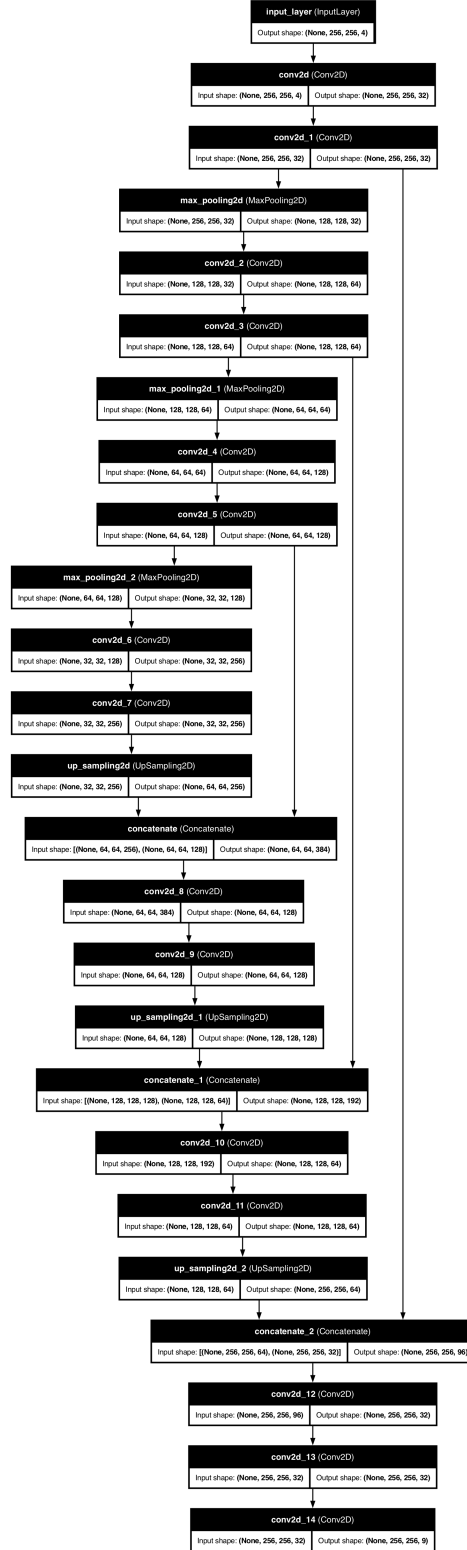 input_layer (InputLayer)
Output shape: (None, 256, 256, 4)
conv2d (Conv2D)
Input shape: (None, 256, 256, 4) Output shape: (None, 256, 256, 32)
conv2d_1 (Conv2D)
Input shape: (None, 256, 256, 32) Output shape: (None, 256, 256, 32)
max_pooling2d (MaxPooling2D)
Input shape: (None, 256, 256, 32) Output shape: (None, 128, 128, 32)
conv2d_2 (Conv2D)
Input shape: (None, 128, 128, 32) Output shape: (None, 128, 128, 64)
conv2d_3 (Conv2D)
Input shape: (None, 128, 128, 64) Output shape: (None, 128, 128, 64)
max_pooling2d_1 (MaxPooling2D)
Input shape: (None, 128, 128, 64) Output shape: (None, 64, 64, 64)
conv2d_4 (Conv2D)
Input shape: (None, 64, 64, 64) Output shape: (None, 64, 64, 128)
conv2d_5 (Conv2D)
Input shape: (None, 64, 64, 128) Output shape: (None, 64, 64, 128)
max_pooling2d_2 (MaxPooling2D)
Input shape: (None, 64, 64, 128) Output shape: (None, 32, 32, 128)
conv2d_6 (Conv2D)
Input shape: (None, 32, 32, 128) Output shape: (None, 32, 32, 256)
conv2d_7 (Conv2D)
Input shape: (None, 32, 32, 256) Output shape: (None, 32, 32, 256)
up_sampling2d (UpSampling2D)
Input shape: (None, 32, 32, 256) Output shape: (None, 64, 64, 256)
concatenate (Concatenate)
Input shape: [(None, 64, 64, 256), (None, 64, 64, 128)] Output shape: (None, 64, 64, 384)
conv2d_8 (Conv2D)
Input shape: (None, 64, 64, 384) Output shape: (None, 64, 64, 128)
conv2d_9 (Conv2D)
Input shape: (None, 64, 64, 128) Output shape: (None, 64, 64, 128)
up_sampling2d_1 (UpSampling2D)
Input shape: (None, 64, 64, 128) Output shape: (None, 128, 128, 128)
concatenate_1 (Concatenate)
Input shape: [(None, 128, 128, 128), (None, 128, 128, 64)] Output shape: (None, 128, 128, 192)
conv2d_10 (Conv2D)
Input shape: (None, 128, 128, 192) Output shape: (None, 128, 128, 64)
conv2d_11 (Conv2D)
Input shape: (None, 128, 128, 64) Output shape: (None, 128, 128, 64)
up_sampling2d_2 (UpSampling2D)
Input shape: (None, 128, 128, 64) Output shape: (None, 256, 256, 64)
concatenate_2 (Concatenate)
Input shape: [(None, 256, 256, 64), (None, 256, 256, 32)] Output shape: (None, 256, 256, 96)
conv2d_12 (Conv2D)
Input shape: (None, 256, 256, 96) Output shape: (None, 256, 256, 32)
conv2d_13 (Conv2D)
Input shape: (None, 256, 256, 32) Output shape: (None, 256, 256, 32)
conv2d_14 (Conv2D)
Input shape: (None, 256, 256, 32) Output shape: (None, 256, 256, 9)